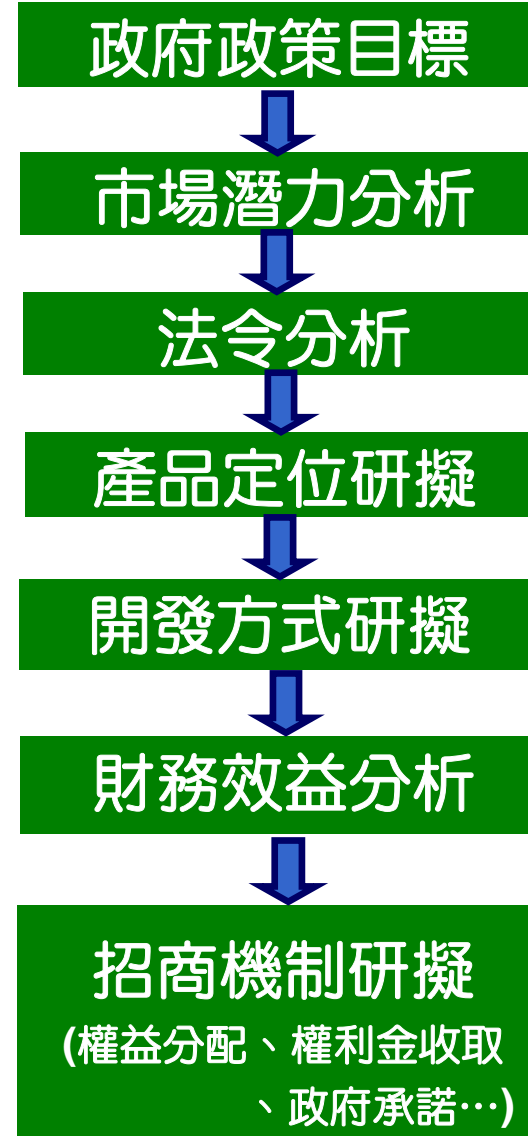 政府政策目標
市場潛力分析
法令分析
產品定位研擬
開發方式研擬
財務效益分析
招商機制研擬
(權益分配、權利金收取
、政府承諾…)